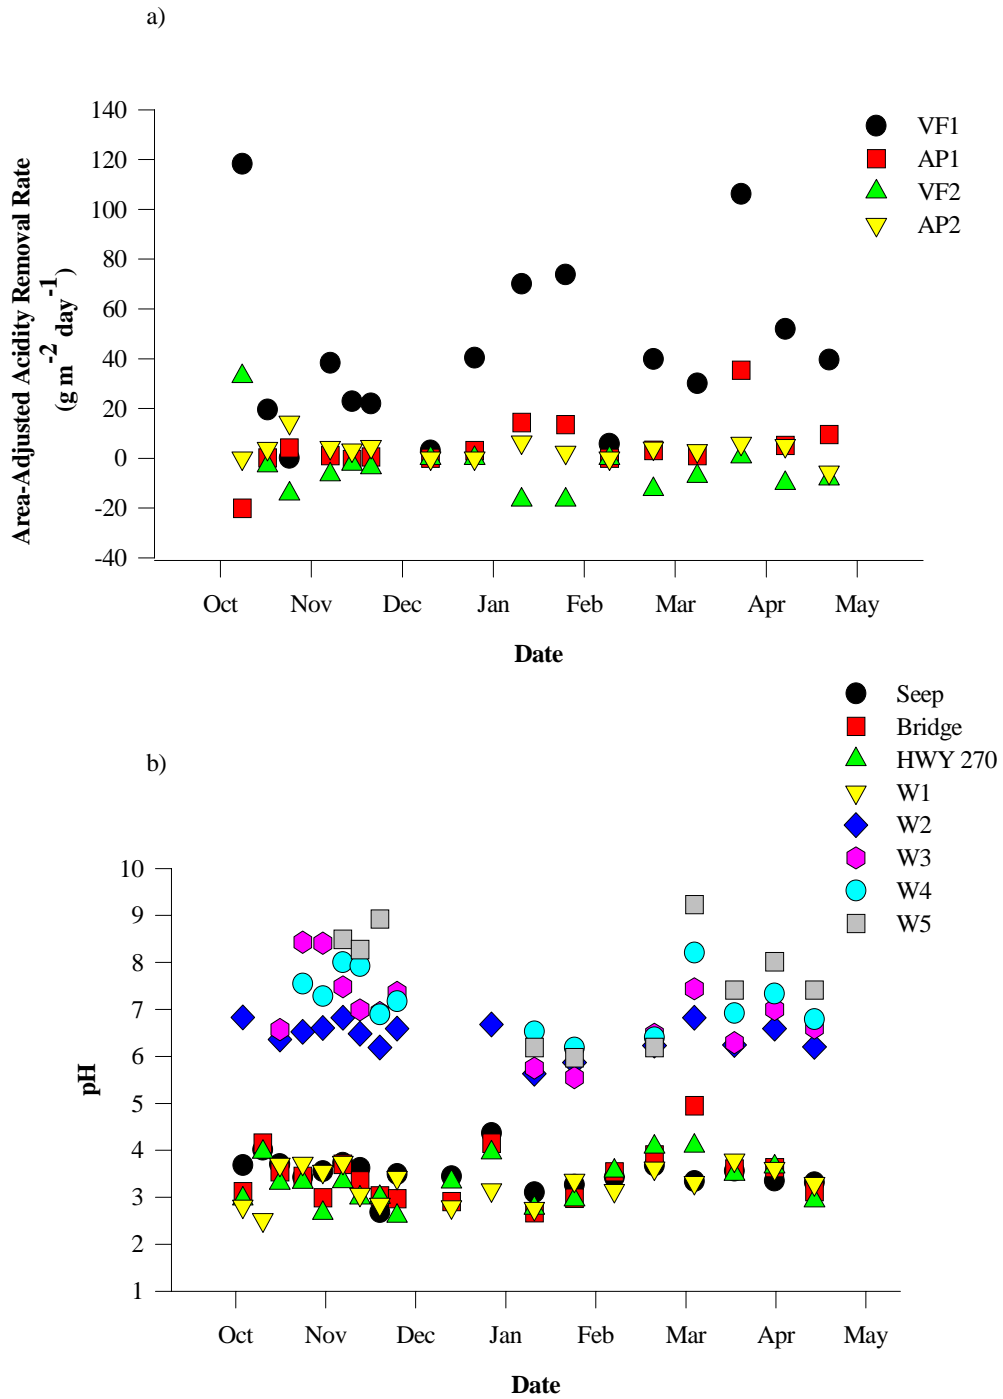 a)
140
120
100
80
60
40
20
0
-20
-40
Area-Adjusted Acidity Removal Rate
(g m-2 day-1)
VF1
AP1
VF2
AP2
Oct Nov Dec Jan Feb Mar Apr May
Date
Seep
Bridge
HWY 270
W1
W2
W3
W4
W5
b)
10
9
8
7
6
5
4
3
2
1
pH
Oct Nov Dec Jan Feb Mar Apr May
Date